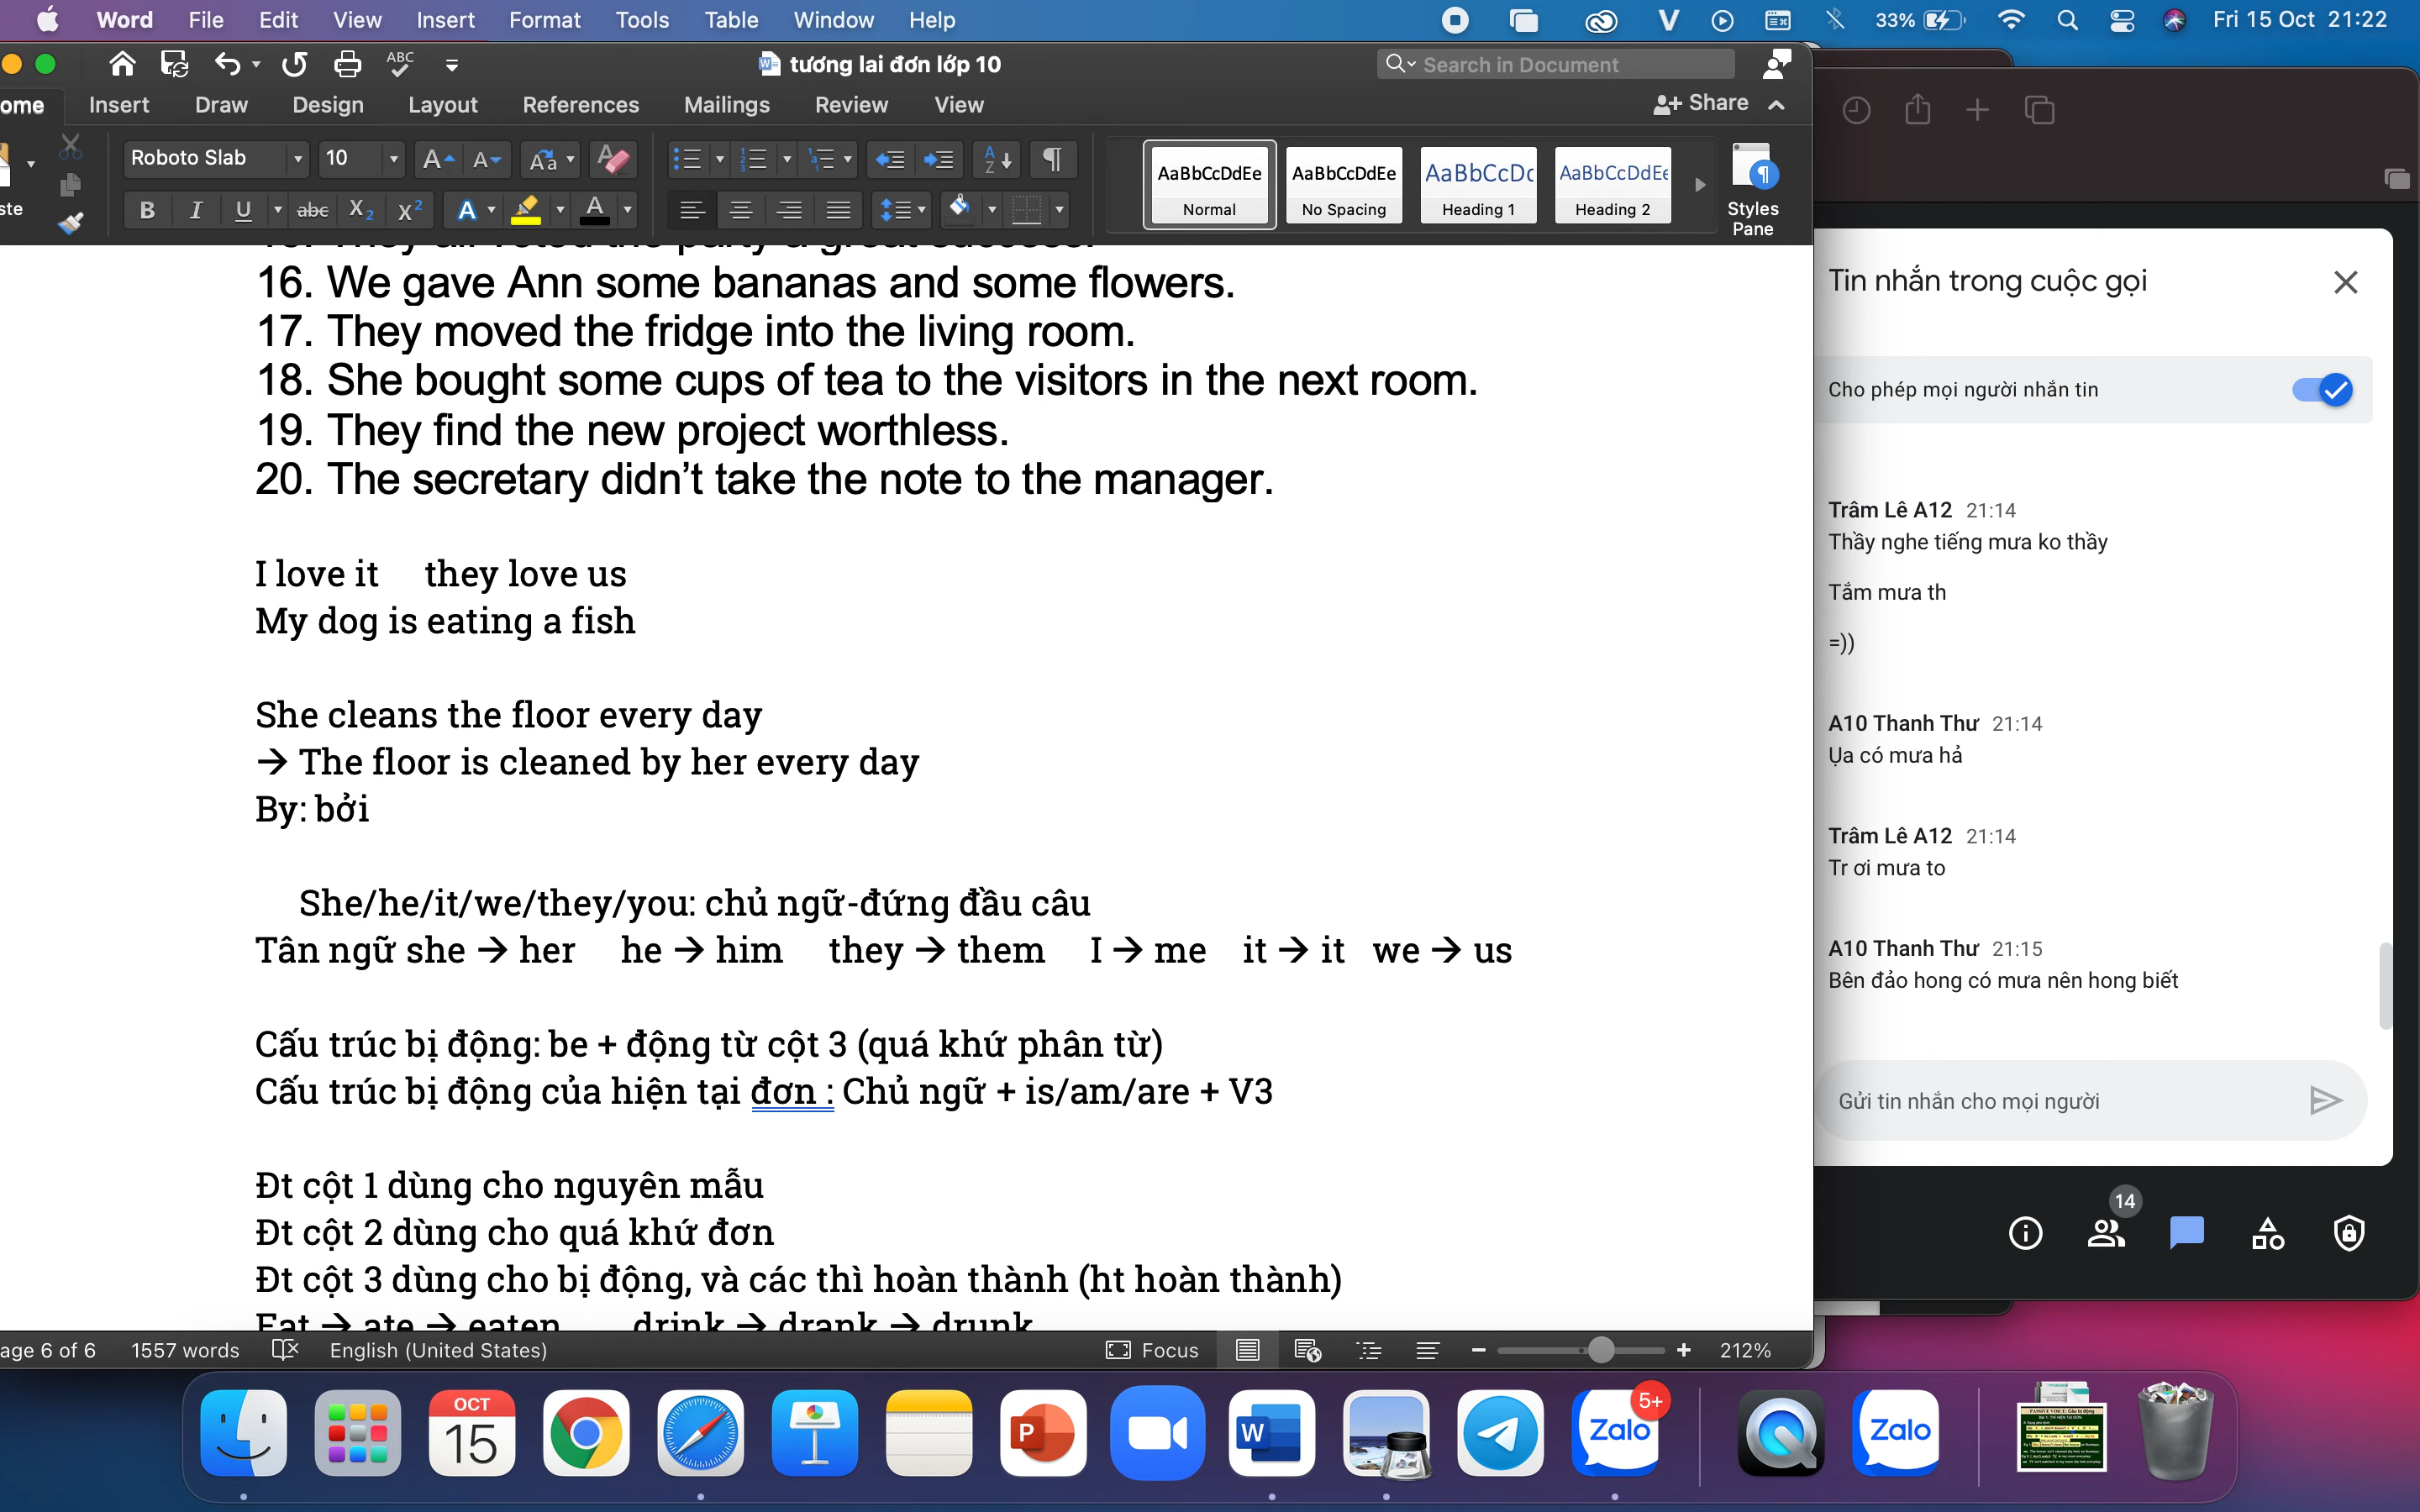 Word File Edit View Insert Format Tools Table Window Help
33% Fri 15 Oct 21:22
ABC
tương lai đơn lớp 10
Search in Document
ome Insert Draw Design Layout References Mailings Review View
Share
ste
Roboto Slab 10
AaBbCcDdEe AaBbCcDdEe AaBbCcDc AaBbCcDdEe
Normal No Spacing Heading 1 Heading 2
Styles
Pane
16. We gave Ann some bananas and some flowers.
17. They moved the fridge into the living room.
18. She bought some cups of tea to the visitors in the next room.
19. They find the new project worthless.
20. The secretary didn’t take the note to the manager.
I love it they love us
My dog is eating a fish
She cleans the floor every day
→ The floor is cleaned by her every day
By: bởi
She/he/it/we/they/you: chủ ngữ-đứng đầu câu
Tân ngữ she → her he → him they → them I → me it → it we → us
Cấu trúc bị động: be + động từ cột 3 (quá khứ phân từ)
Cấu trúc bị động của hiện tại đơn : Chủ ngữ + is/am/are + V3
Đt cột 1 dùng cho nguyên mẫu
Đt cột 2 dùng cho quá khứ đơn
Đt cột 3 dùng cho bị động, và các thì hoàn thành (ht hoàn thành)
Eat → ate → eaten drink → drank → drunk
age 6 of 6 1557 words English (United States) Focus 212%
Tin nhắn trong cuộc gọi
Cho phép mọi người nhắn tin
Trâm Lê A12 21:14
Thầy nghe tiếng mưa ko thầy
Tắm mưa th
=))
A10 Thanh Thư 21:14
Ụa có mưa hả
Trâm Lê A12 21:14
Tr ơi mưa to
A10 Thanh Thư 21:15
Bên đảo hong có mưa nên hong biết
Gửi tin nhắn cho mọi người
14
OCT
15
5+
Zalo
Zalo